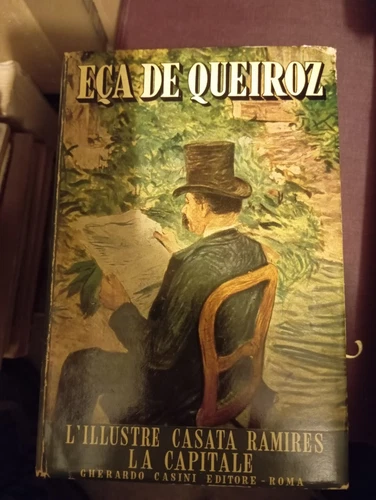 EÇA DE QUEIROZ
L'ILLUSTRE CASATA RAMIRES
LA CAPITALE
GHERARDO CASINI EDITORE - ROMA